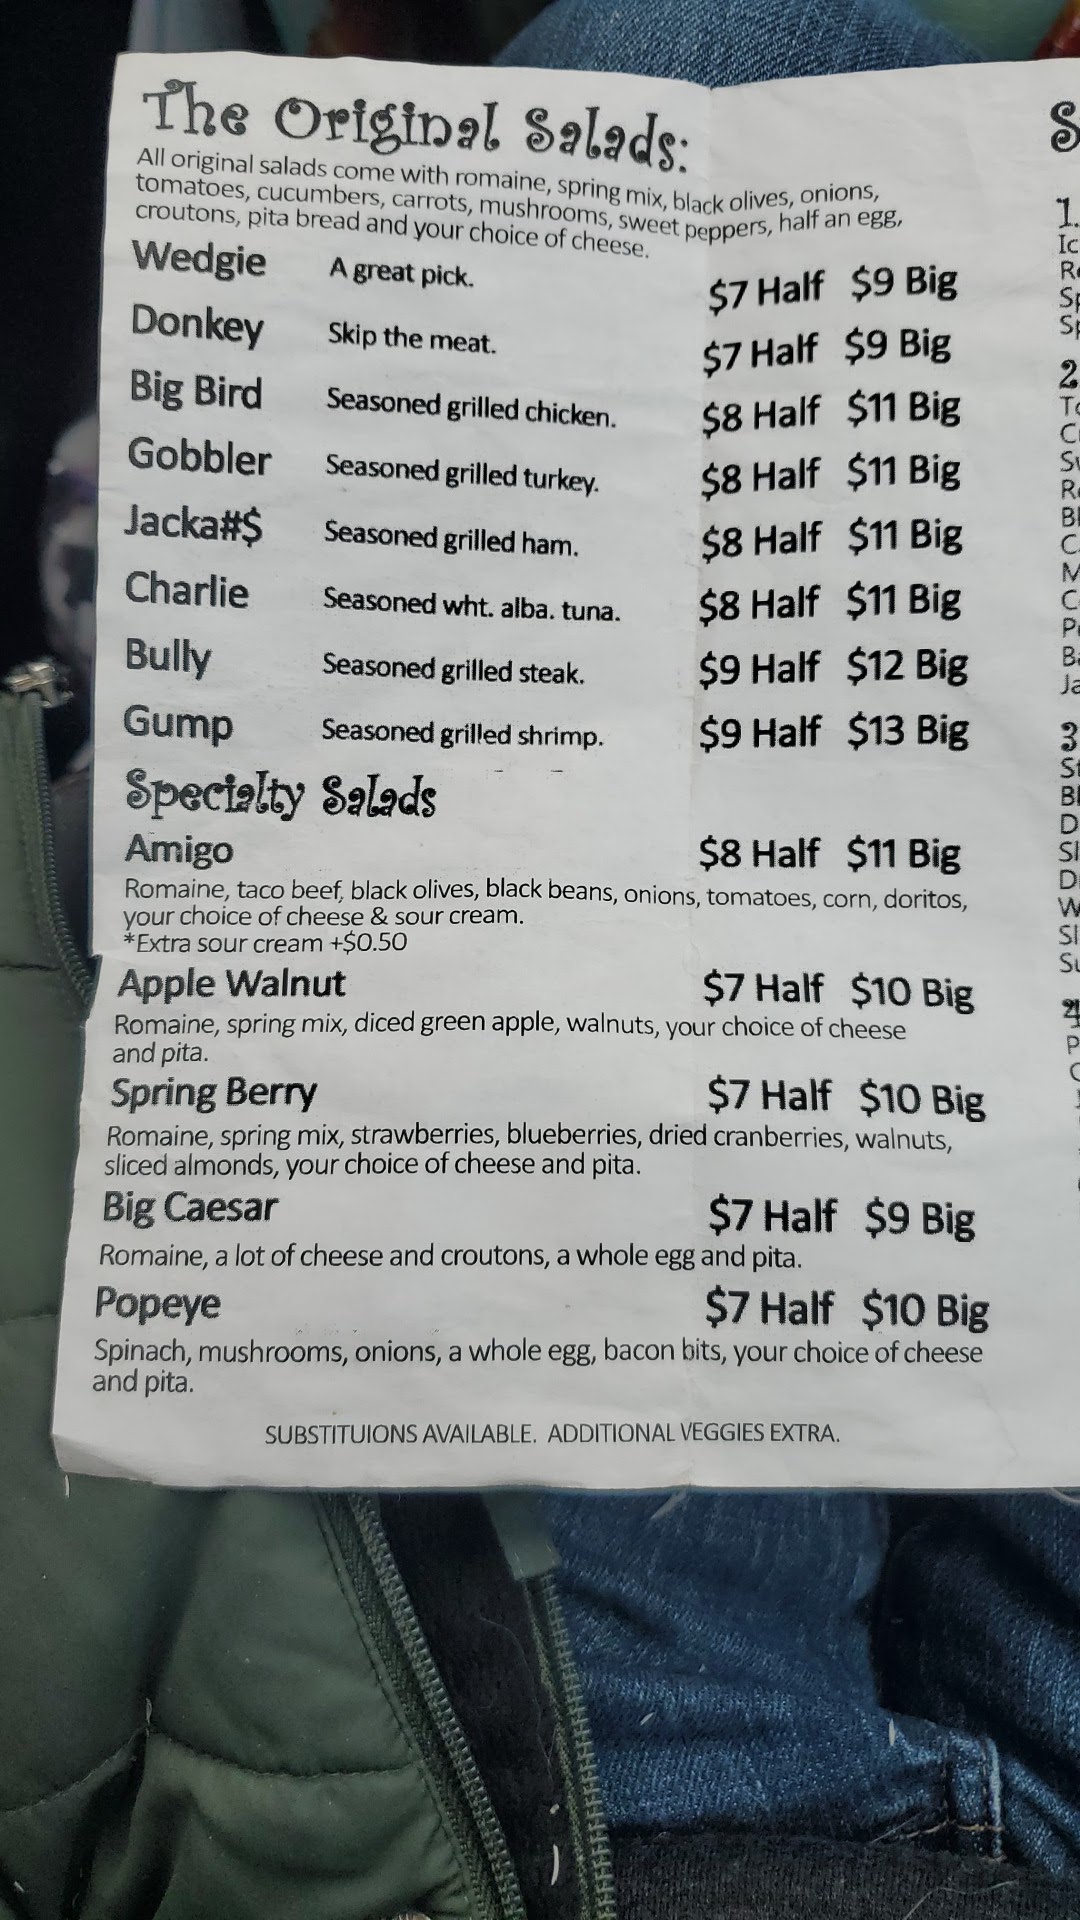 The Original Salads:
All original salads come with romaine, spring mix, black olives, onions,
tomatoes, cucumbers, carrots, mushrooms, sweet peppers, half an egg,
croutons, pita bread and your choice of cheese.
Wedgie A great pick. $7 Half $9 Big
Donkey Skip the meat. $7 Half $9 Big
Big Bird Seasoned grilled chicken. $8 Half $11 Big
Gobbler Seasoned grilled turkey. $8 Half $11 Big
Jacka#$ Seasoned grilled ham. $8 Half $11 Big
Charlie Seasoned wht. alba. tuna. $8 Half $11 Big
Bully Seasoned grilled steak. $9 Half $12 Big
Gump Seasoned grilled shrimp. $9 Half $13 Big
Specialty Salads
Amigo $8 Half $11 Big
Romaine, taco beef, black olives, black beans, onions, tomatoes, corn, doritos,
your choice of cheese & sour cream.
*Extra sour cream +$0.50
Apple Walnut $7 Half $10 Big
Romaine, spring mix, diced green apple, walnuts, your choice of cheese
and pita.
Spring Berry $7 Half $10 Big
Romaine, spring mix, strawberries, blueberries, dried cranberries, walnuts,
sliced almonds, your choice of cheese and pita.
Big Caesar $7 Half $9 Big
Romaine, a lot of cheese and croutons, a whole egg and pita.
Popeye $7 Half $10 Big
Spinach, mushrooms, onions, a whole egg, bacon bits, your choice of cheese
and pita.
SUBSTITUIONS AVAILABLE. ADDITIONAL VEGGIES EXTRA.
1.
2
3
4